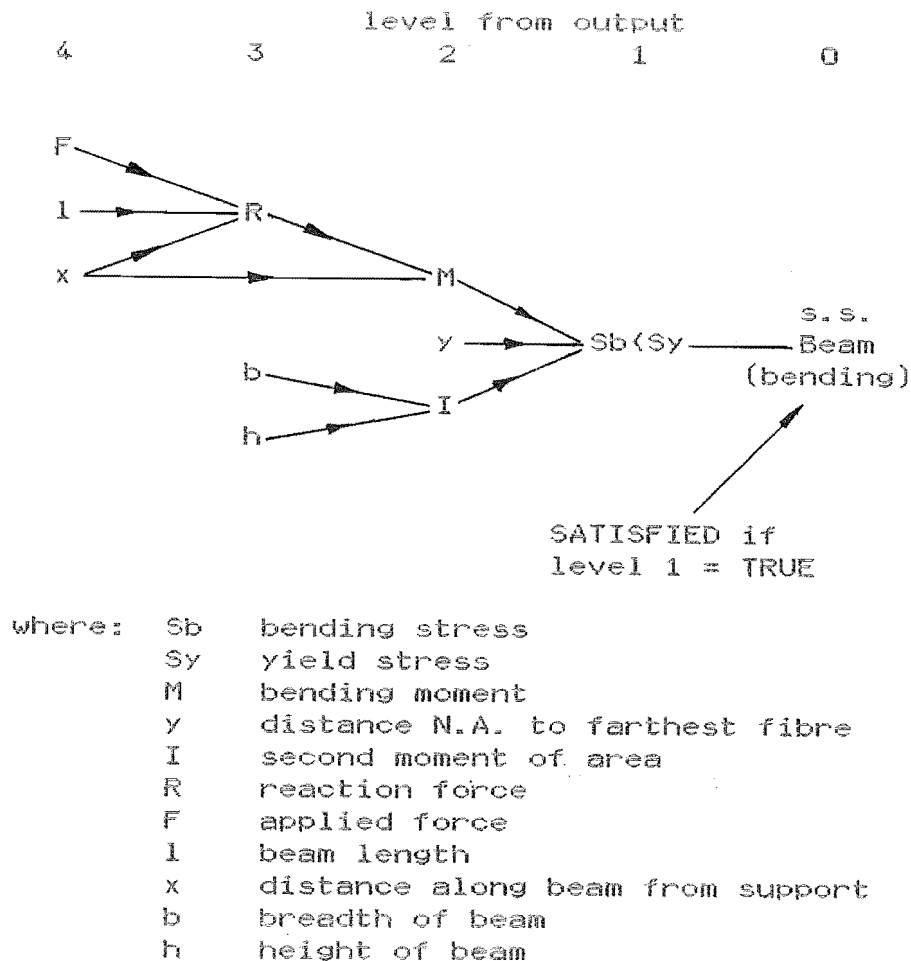 level from output
4 3 2 1 0
F
l R
x M
s.s.
y Sb<Sy Beam
b (bending)
I
h
SATISFIED if
level 1 = TRUE
where: Sb bending stress
Sy yield stress
M bending moment
y distance N.A. to farthest fibre
I second moment of area
R reaction force
F applied force
l beam length
x distance along beam from support
b breadth of beam
h height of beam